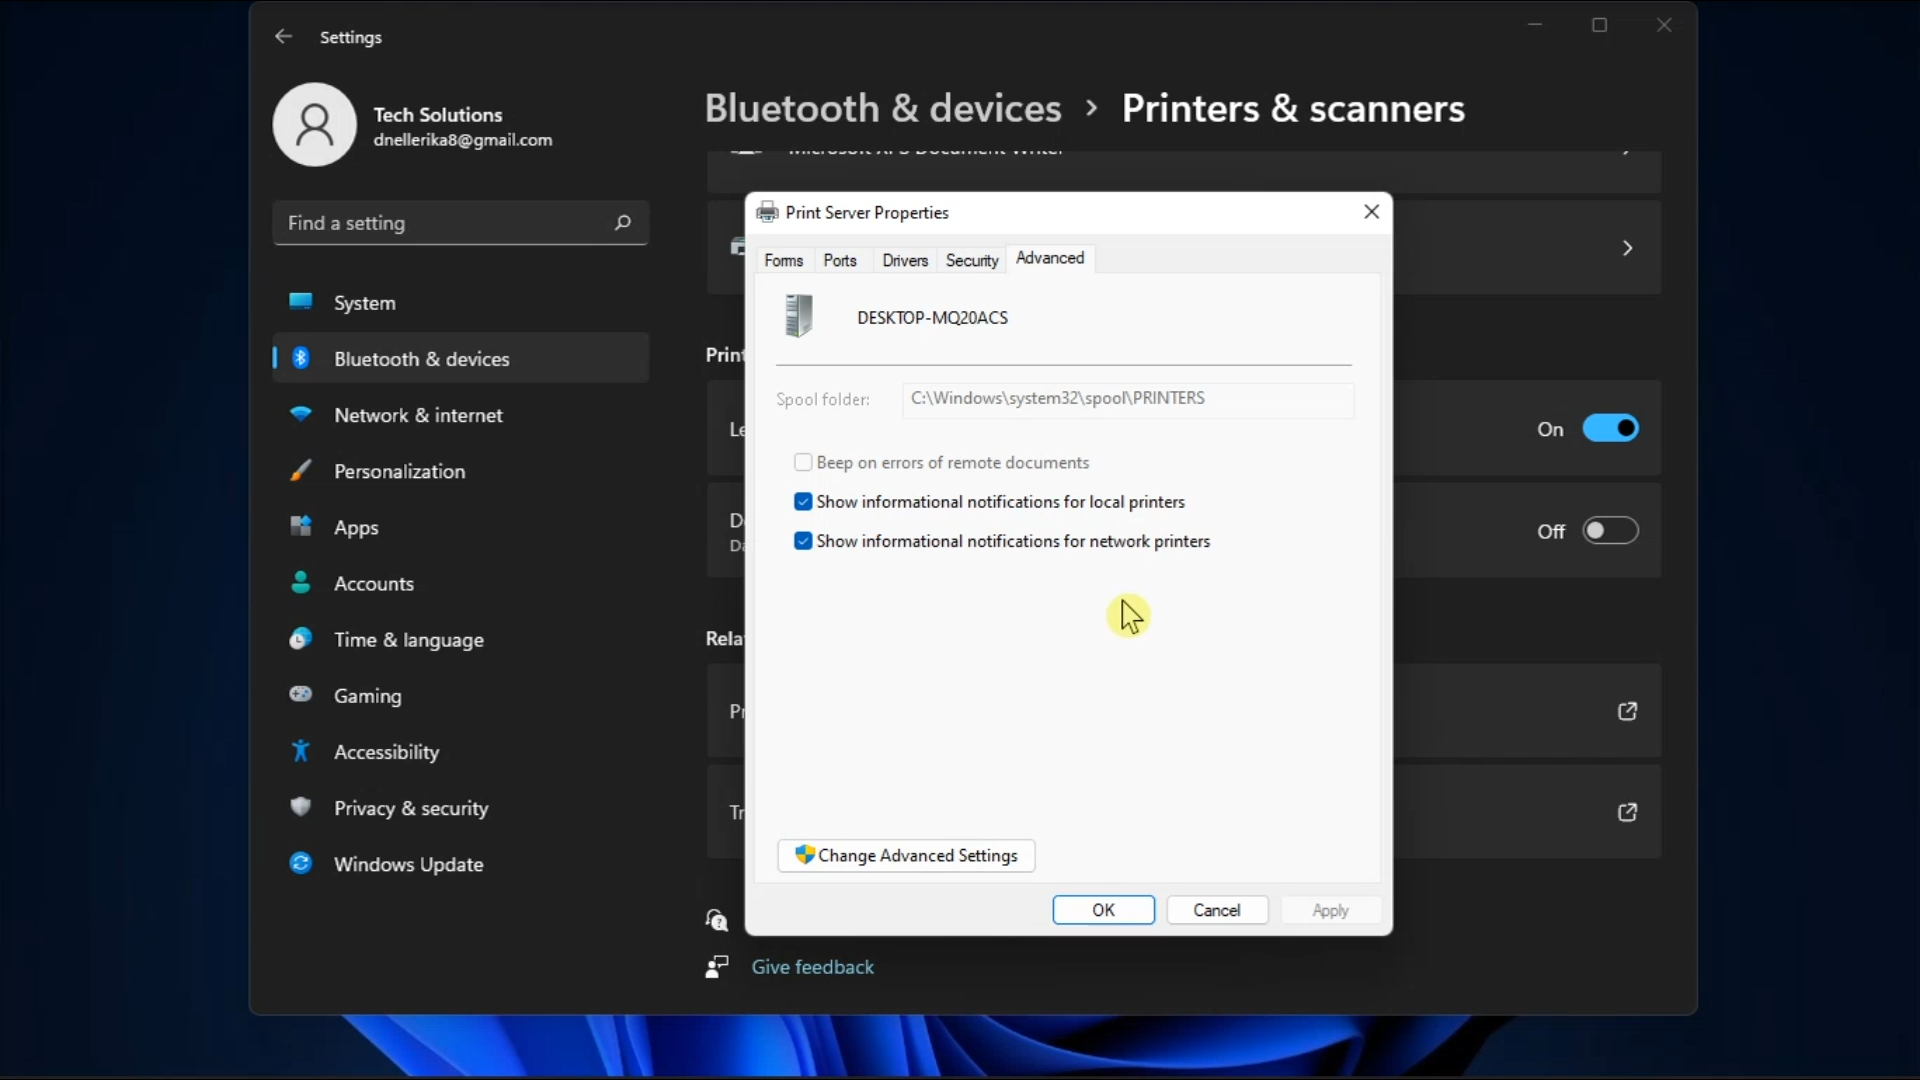 Settings
Tech Solutions
dnellerika8@gmail.com
Find a setting
System
Bluetooth & devices
Network & internet
Personalization
Apps
Accounts
Time & language
Gaming
Accessibility
Privacy & security
Windows Update
Bluetooth & devices > Printers & scanners
Print Server Properties
Forms Ports Drivers Security Advanced
DESKTOP-MQ20ACS
Spool folder: C:\Windows\system32\spool\PRINTERS
Beep on errors of remote documents
Show informational notifications for local printers
Show informational notifications for network printers
Change Advanced Settings
OK Cancel Apply
On
Off
Give feedback